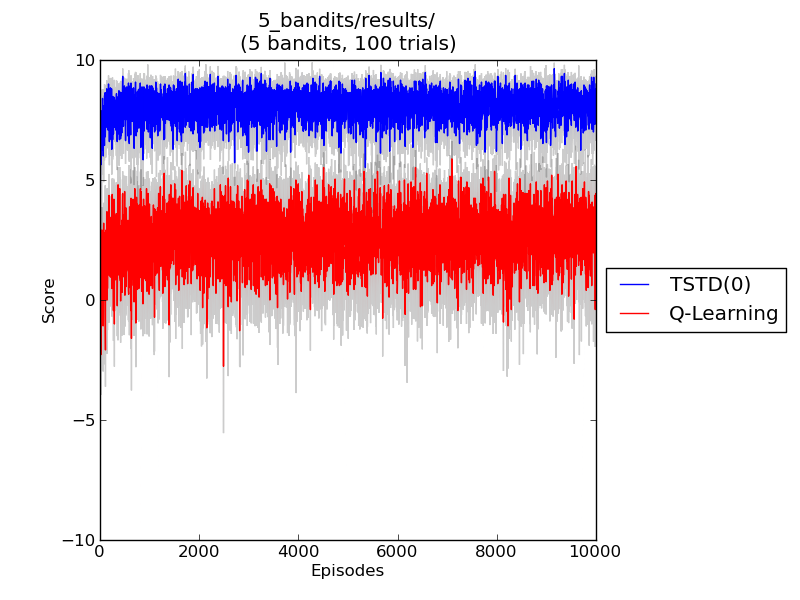 5_bandits/results/
(5 bandits, 100 trials)
10
5
0
−5
−10
Score
0
2000
4000
6000
8000
10000
Episodes
TSTD(0)
Q-Learning